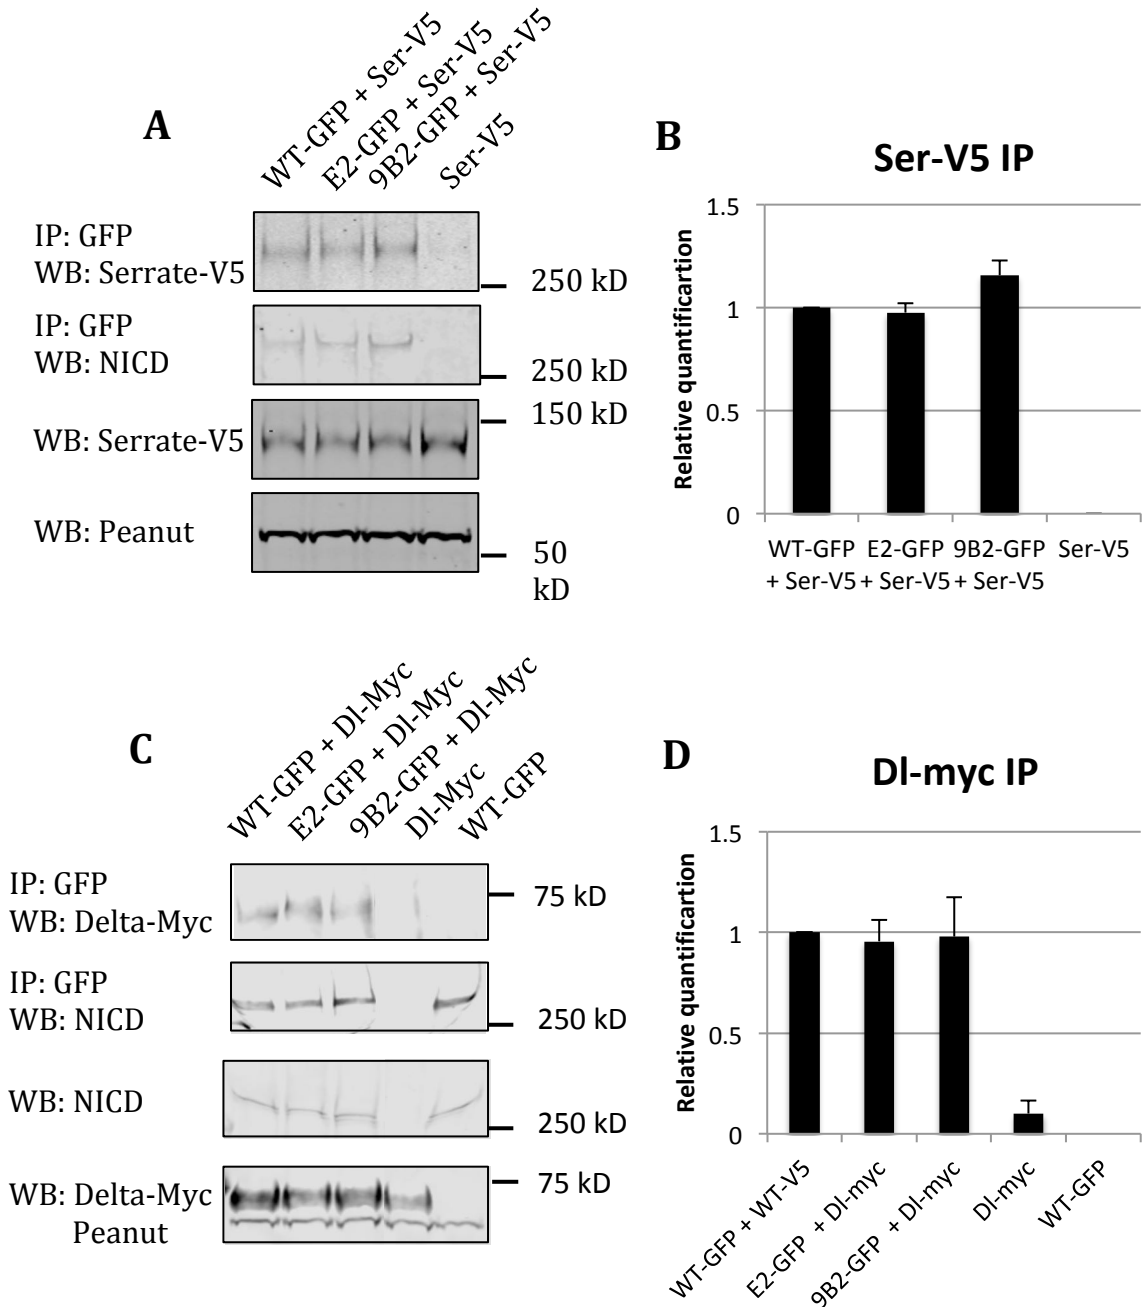 A
WT-GFP + Ser-V5
E2-GFP + Ser-V5
9B2-GFP + Ser-V5
Ser-V5
IP: GFP
WB: Serrate-V5
250 kD
IP: GFP
WB: NICD
250 kD
150 kD
WB: Serrate-V5
WB: Peanut
50
kD
B
Ser-V5 IP
Relative quantificartion
1.5
1
0.5
0
WT-GFP
+ Ser-V5
E2-GFP
+ Ser-V5
9B2-GFP
+ Ser-V5
Ser-V5
C
WT-GFP + Dl-Myc
E2-GFP + Dl-Myc
9B2-GFP + Dl-Myc
Dl-Myc
WT-GFP
IP: GFP
WB: Delta-Myc
75 kD
IP: GFP
WB: NICD
250 kD
WB: NICD
250 kD
WB: Delta-Myc
Peanut
75 kD
D
Dl-myc IP
Relative quantificartion
1.5
1
0.5
0
WT-GFP + WT-V5
E2-GFP + Dl-myc
9B2-GFP + Dl-myc
Dl-myc
WT-GFP